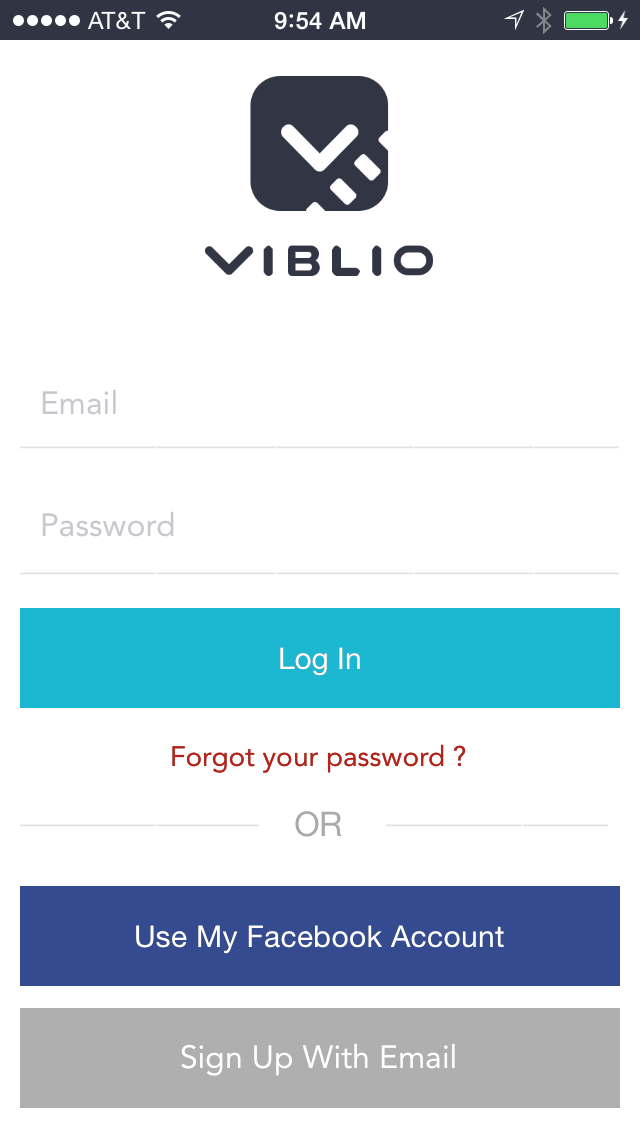 AT&T 9:54 AM
VIBLIO
Email
Password
Log In
Forgot your password ?
OR
Use My Facebook Account
Sign Up With Email